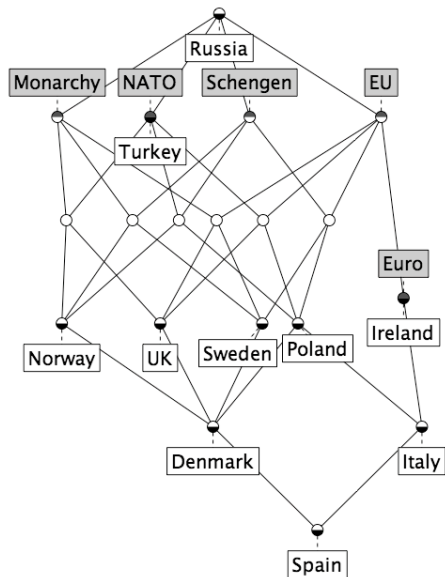 Russia
Monarchy
NATO
Schengen
EU
Turkey
Euro
Ireland
Norway
UK
Sweden
Poland
Denmark
Italy
Spain